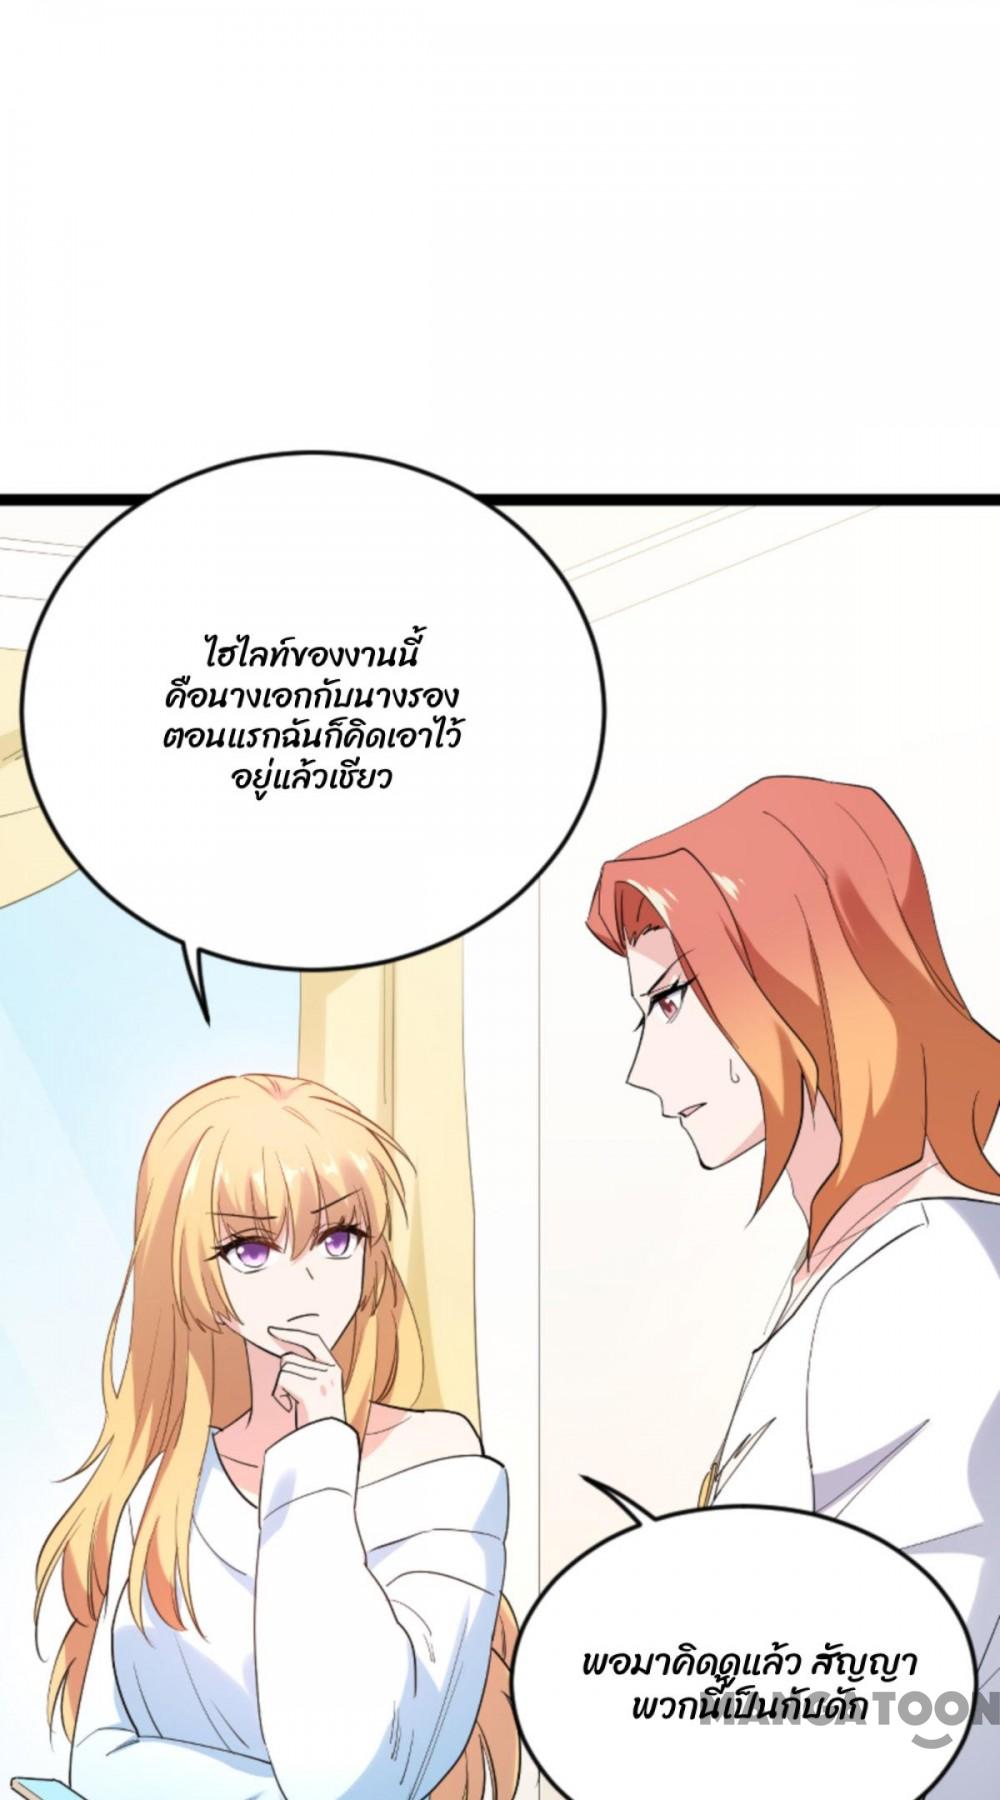 ไฮไลท์ของงานนี้
คือนางเอกกับนางรอง
ตอนแรกฉันก็คิดเอาไว้
อยู่แล้วเชียว
พอมาคิดดูแล้ว สัญญา
พวกนี้เป็นกับดัก
MANGATOON